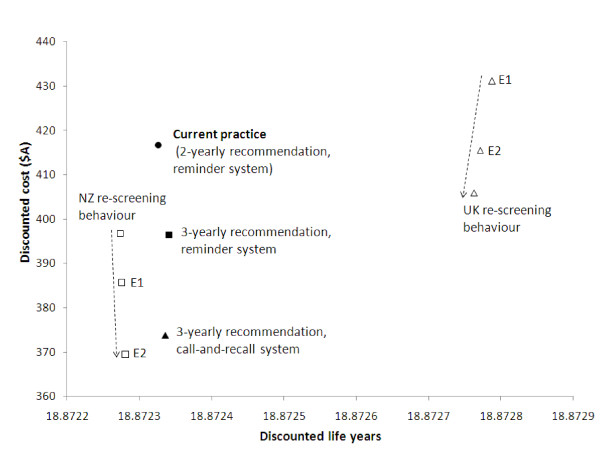 440
430
420
410
400
390
380
370
360
Discounted cost ($A)
Current practice
(2-yearly recommendation,
reminder system)
NZ re-screening
behaviour
3-yearly recommendation,
reminder system
E1
E2
3-yearly recommendation,
call-and-recall system
E1
E2
UK re-screening
behaviour
18.8722
18.8723
18.8724
18.8725
18.8726
18.8727
18.8728
18.8729
Discounted life years